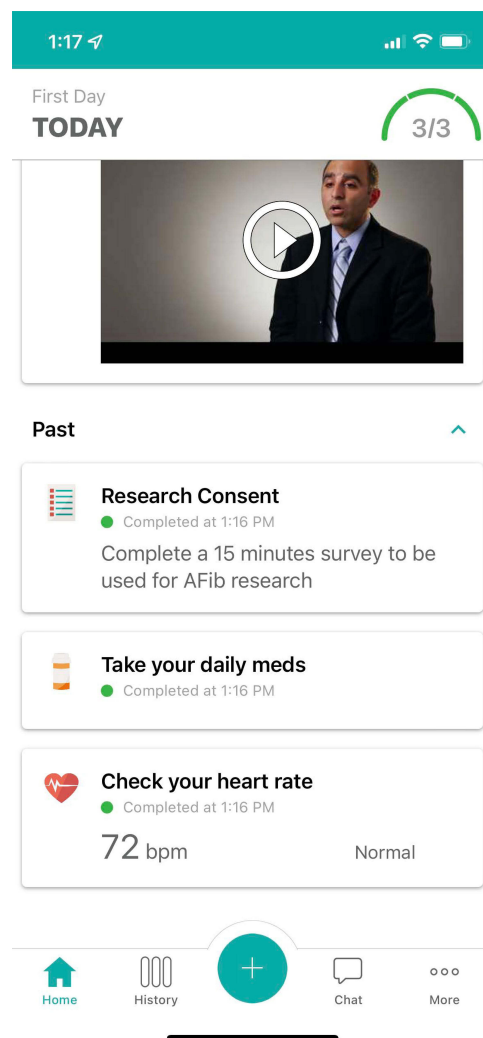 1:17
First Day
TODAY
3/3
Past
Research Consent
Completed at 1:16 PM
Complete a 15 minutes survey to be
used for AFib research
Take your daily meds
Completed at 1:16 PM
Check your heart rate
Completed at 1:16 PM
72 bpm
Normal
Home
History
Chat
More